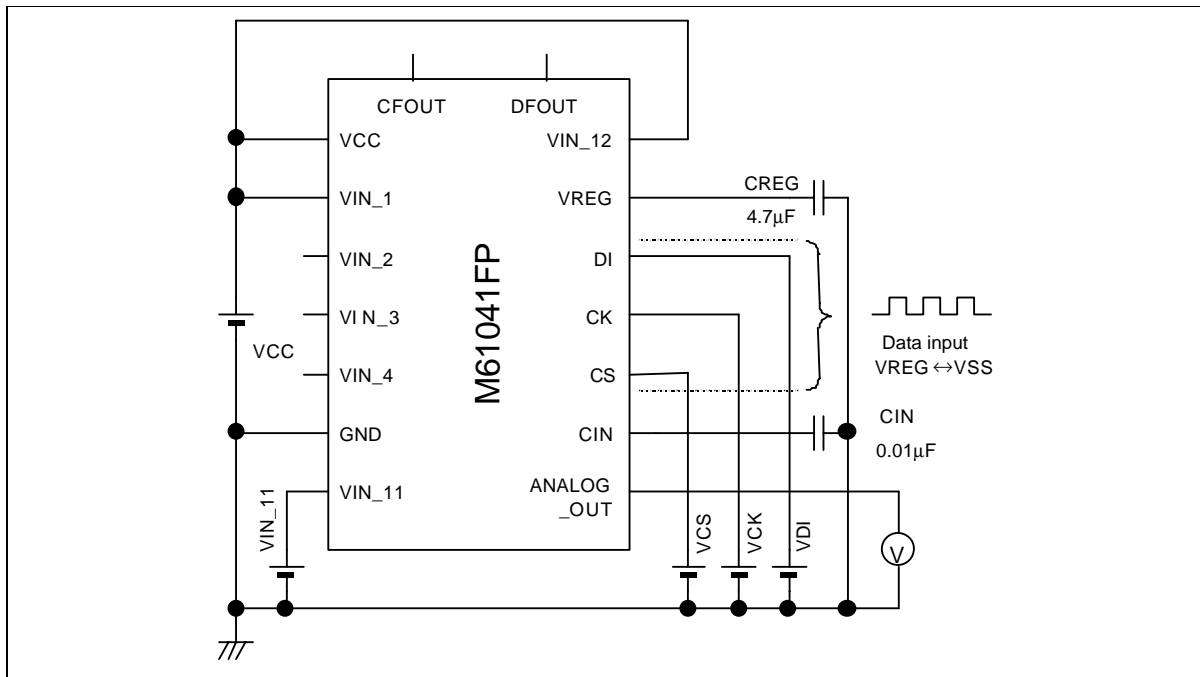 CFOUT
DFOUT
VCC
VIN_12
VIN_1
VREG
CREG
4.7µF
VIN_2
DI
M61041FP
VI N_3
CK
Data input
VREG ↔VSS
VCC
VIN_4
CS
GND
CIN
CIN
0.01µF
VIN_11
ANALOG
_OUT
VIN_11
VCS
VCK
VDI
V